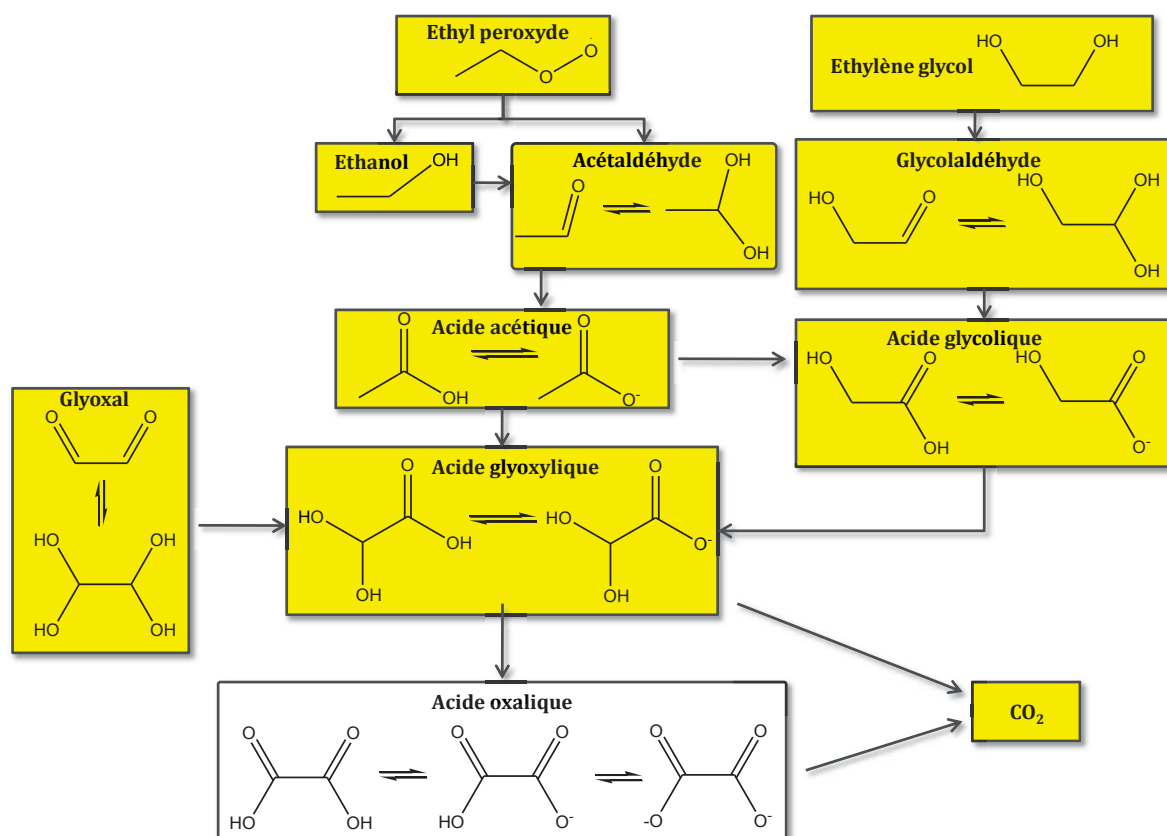 Ethyl peroxyde
O
O
Ethylène glycol
HO
OH
Ethanol
OH
Acétaldéhyde
O
OH
OH
Glycolaldéhyde
HO
O
HO
OH
OH
Acide acétique
O
OH
O
O-
Acide glycolique
HO
O
OH
HO
O
O-
Glyoxal
O
O
HO
OH
HO
OH
Acide glyoxylique
O
HO
OH
OH
O
HO
O-
OH
Acide oxalique
O
O
HO
OH
O
O
HO
O-
O
O
-O
O-
CO2